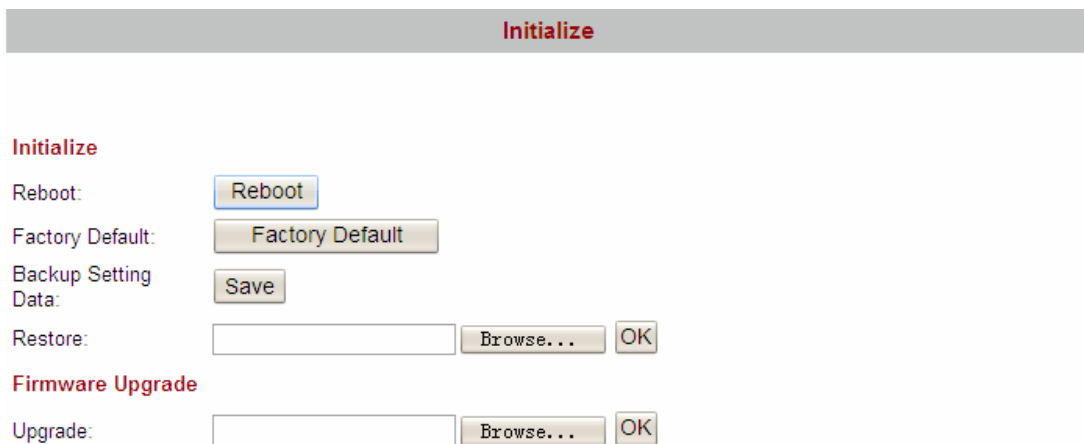 Initialize
Initialize
Reboot: Reboot
Factory Default: Factory Default
Backup Setting
Data: Save
Restore: Browse... OK
Firmware Upgrade
Upgrade: Browse... OK